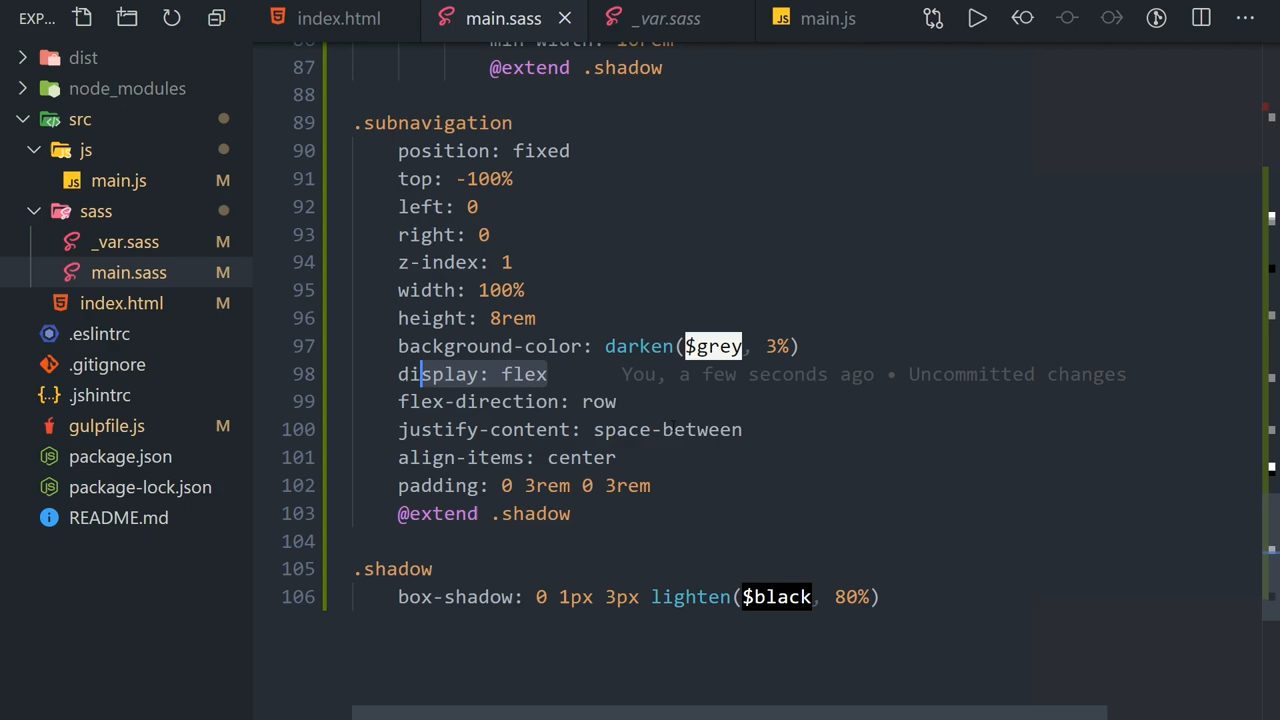 EXP...
index.html
main.sass
_var.sass
main.js
dist
node_modules
src
js
main.js M
sass
_var.sass M
main.sass M
index.html M
.eslintrc
.gitignore
.jshintrc
gulpfile.js M
package.json
package-lock.json
README.md
87 @extend .shadow
88
89 .subnavigation
90 position: fixed
91 top: -100%
92 left: 0
93 right: 0
94 z-index: 1
95 width: 100%
96 height: 8rem
97 background-color: darken($grey, 3%)
98 display: flex You, a few seconds ago • Uncommitted changes
99 flex-direction: row
100 justify-content: space-between
101 align-items: center
102 padding: 0 3rem 0 3rem
103 @extend .shadow
104
105 .shadow
106 box-shadow: 0 1px 3px lighten($black, 80%)